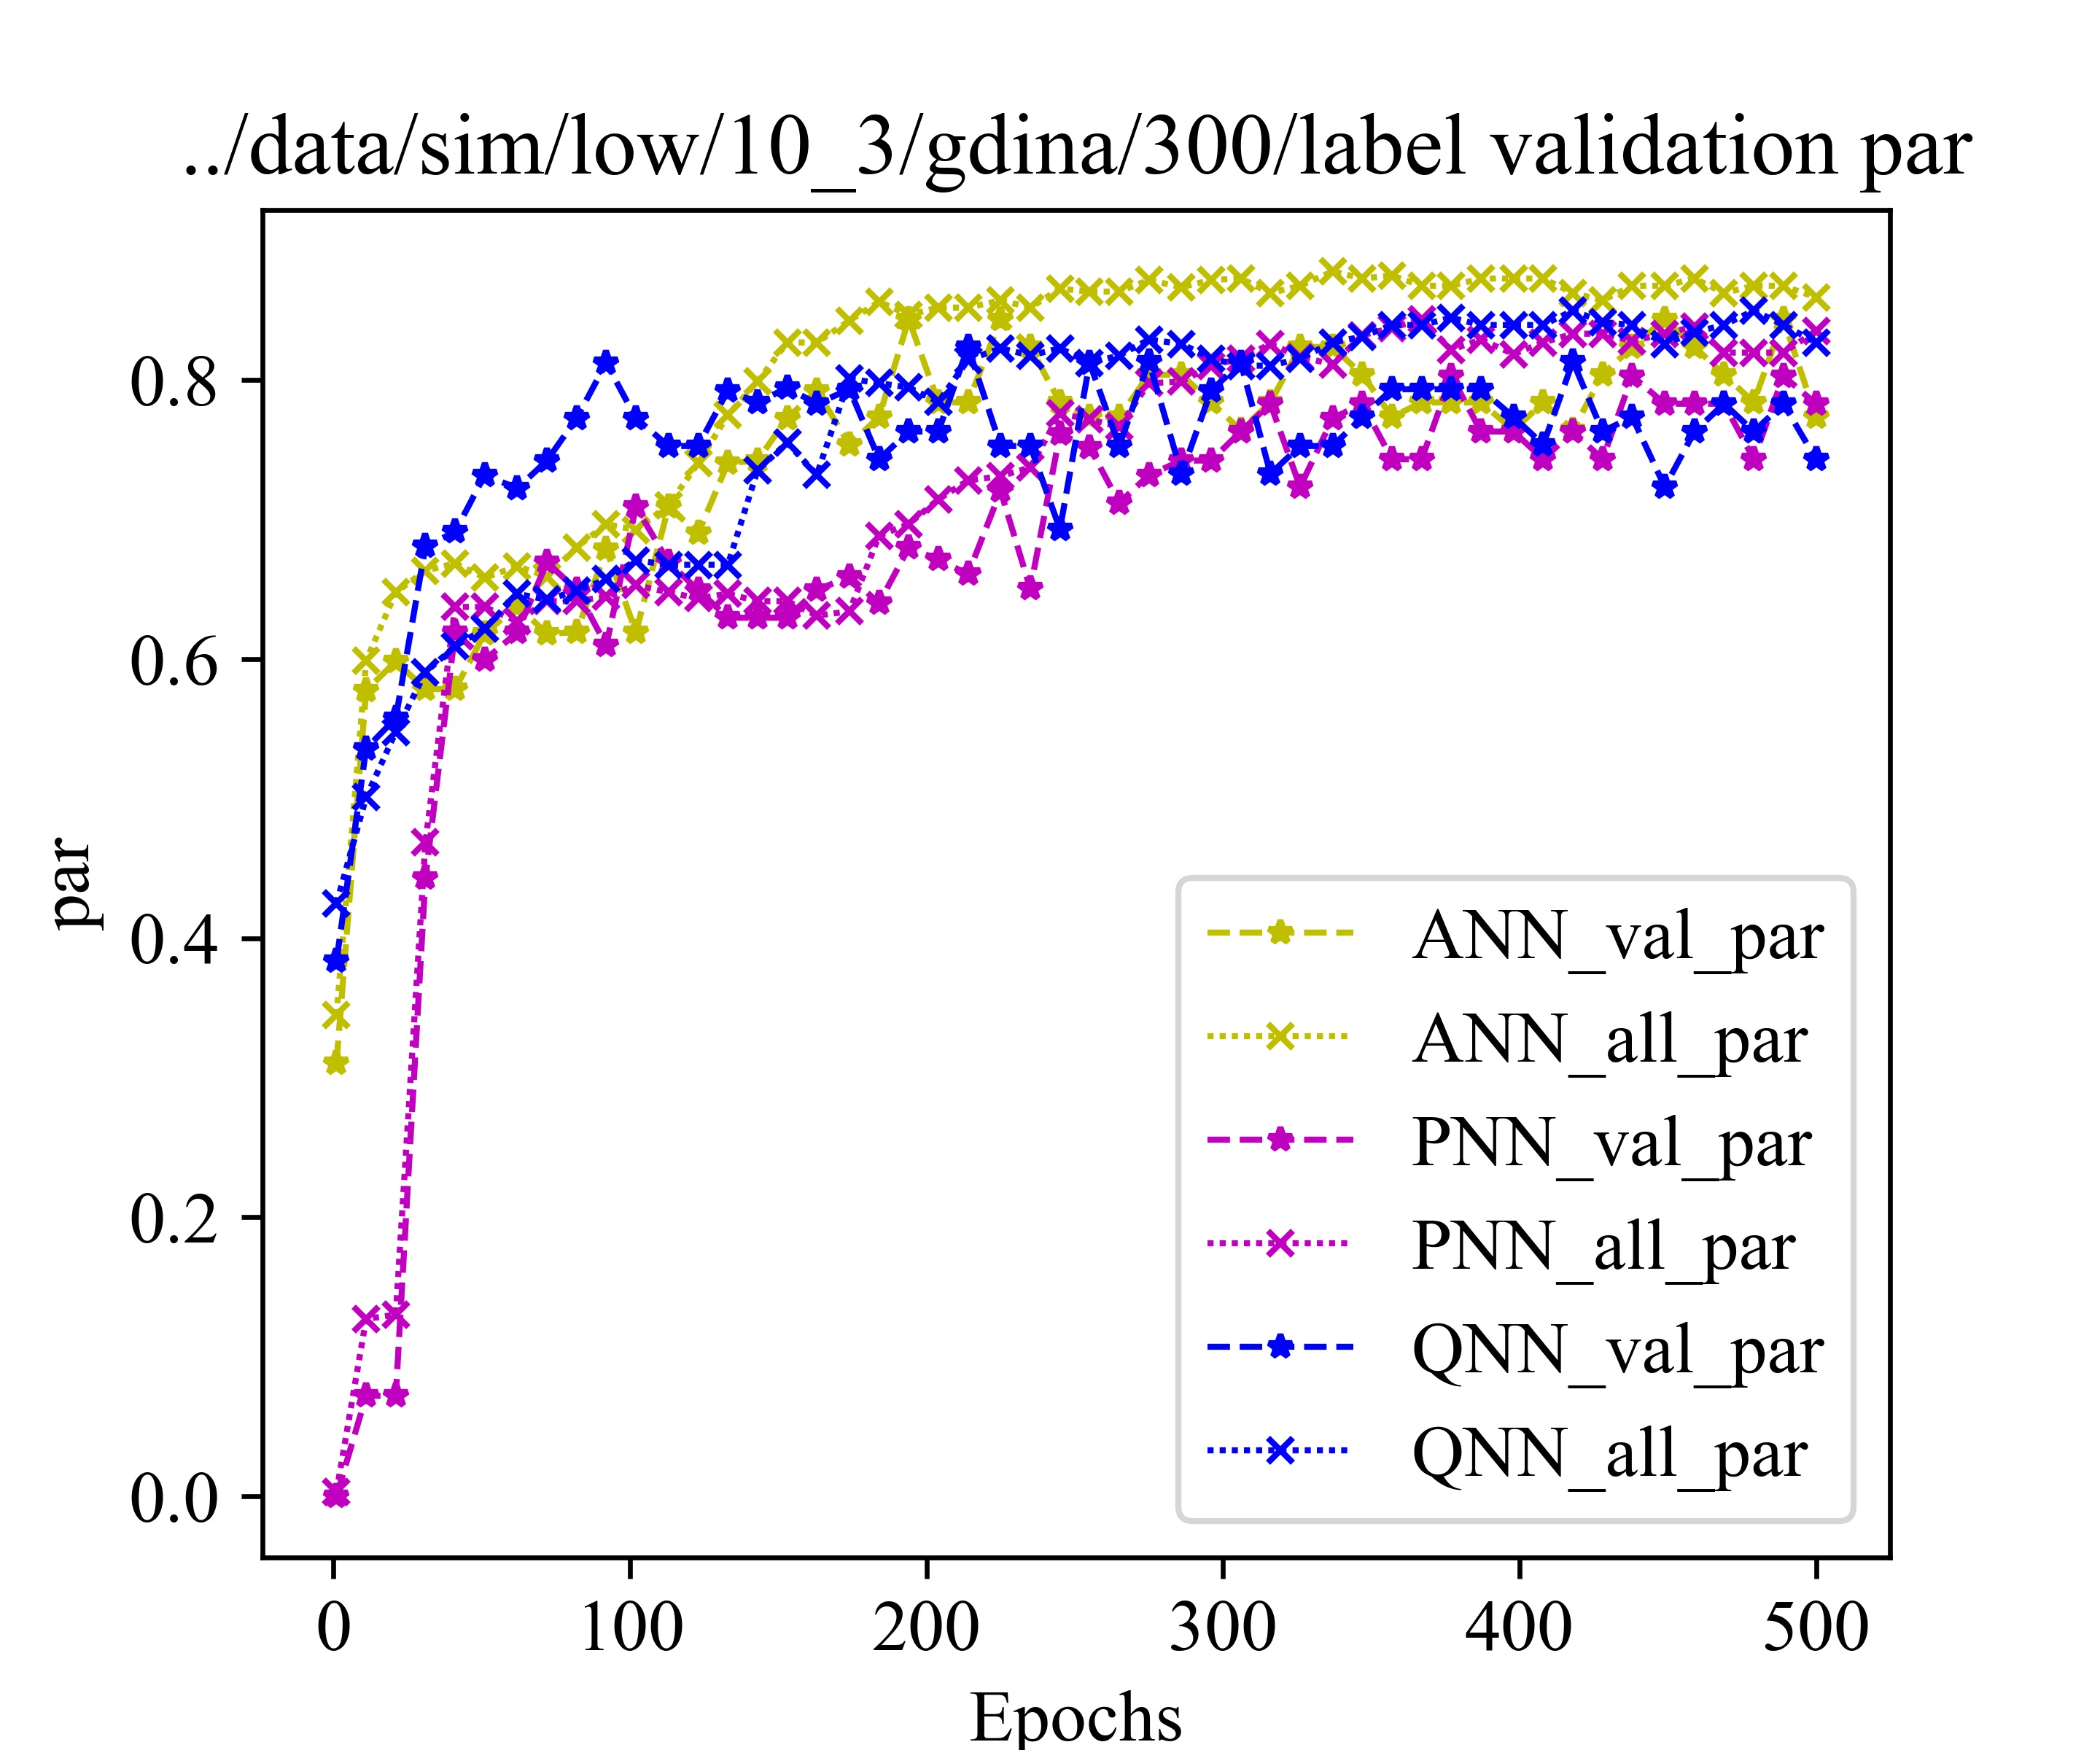 ../data/sim/low/10_3/gdina/300/label validation par
par
0.8
0.6
0.4
0.2
0.0
ANN_val_par
ANN_all_par
PNN_val_par
PNN_all_par
QNN_val_par
QNN_all_par
0 100 200 300 400 500
Epochs